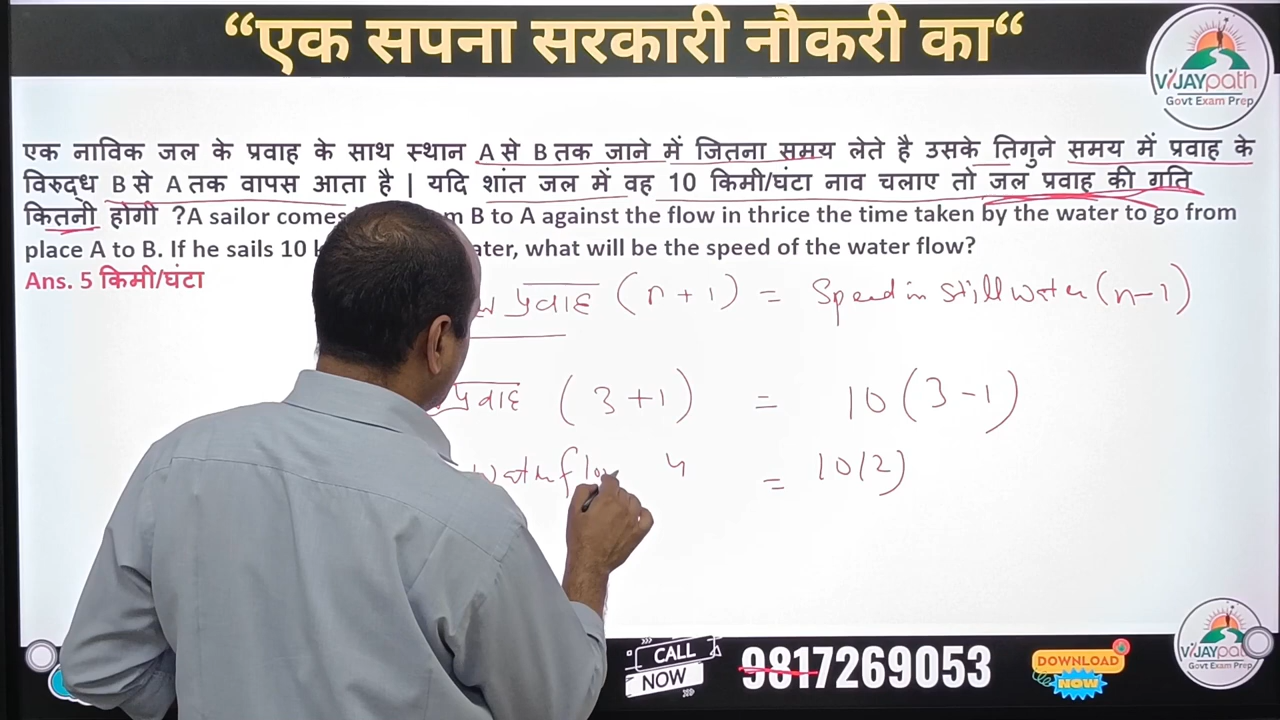 “एक सपना सरकारी नौकरी का“
VIJAYpath
Govt Exam Prep
एक नाविक जल के प्रवाह के साथ स्थान A से B तक जाने में जितना समय लेते है उसके तिगुने समय में प्रवाह के
विरुद्ध B से A तक वापस आता है | यदि शांत जल में वह 10 किमी/घंटा नाव चलाए तो जल प्रवाह की गति
कितनी होगी ?A sailor comes B to A against the flow in thrice the time taken by the water to go from
place A to B. If he sails 10 what will be the speed of the water flow?
Ans. 5 किमी/घंटा
प्रवाह (n+1) = Speed in still water (n-1)
प्रवाह (3+1) = 10(3-1)
water flow 4 = 10(2)
CALL NOW
9817269053
DOWNLOAD NOW
VIJAYpath
Govt Exam Prep